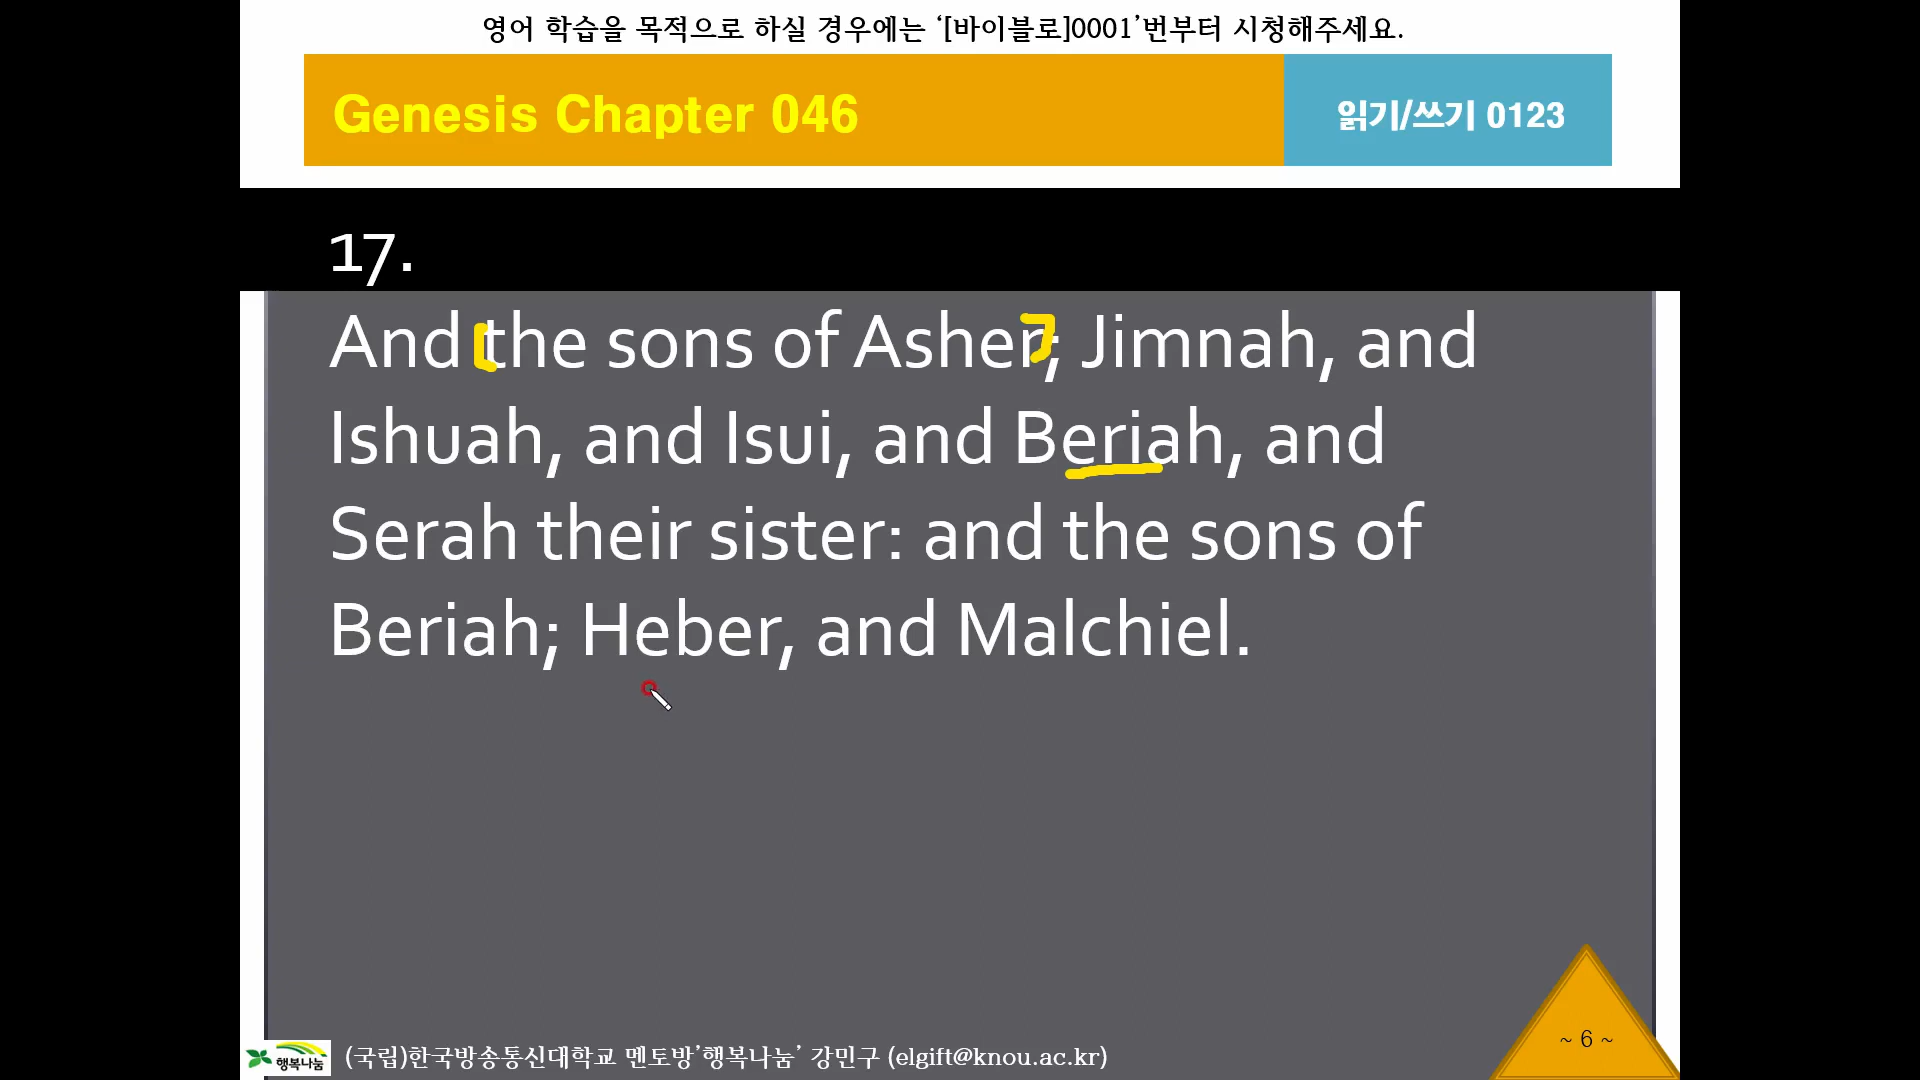 영어 학습을 목적으로 하실 경우에는 ‘[바이블로]0001’번부터 시청해주세요.
Genesis Chapter 046
읽기/쓰기 0123
17.
And the sons of Asher; Jimnah, and
Ishuah, and Isui, and Beriah, and
Serah their sister: and the sons of
Beriah; Heber, and Malchiel.
~ 6 ~
행복나눔
(국립)한국방송통신대학교 멘토방’행복나눔’ 강민구 (elgift@knou.ac.kr)